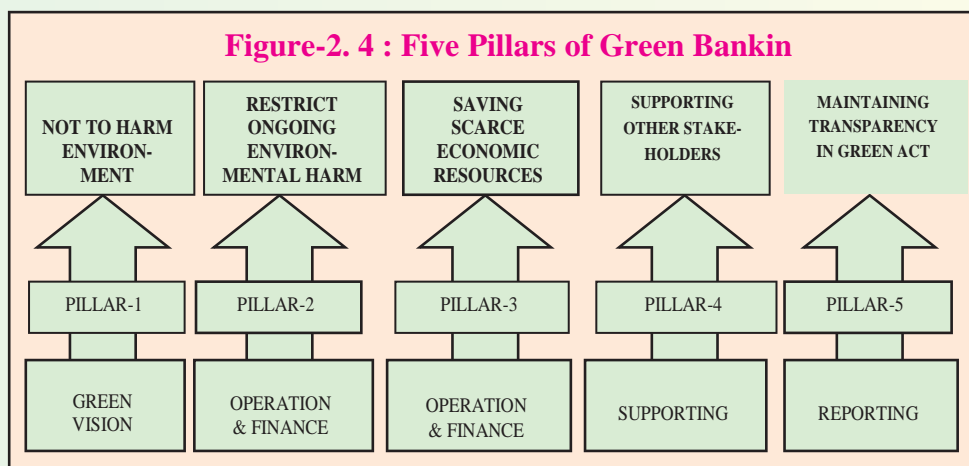 Figure-2. 4 : Five Pillars of Green Bankin
NOT TO HARM
ENVIRON-
MENT
RESTRICT
ONGOING
ENVIRON-
MENTAL HARM
SAVING
SCARCE
ECONOMIC
RESOURCES
SUPPORTING
OTHER STAKE-
HOLDERS
MAINTAINING
TRANSPARENCY
IN GREEN ACT
PILLAR-1
PILLAR-2
PILLAR-3
PILLAR-4
PILLAR-5
GREEN
VISION
OPERATION
& FINANCE
OPERATION
& FINANCE
SUPPORTING
REPORTING